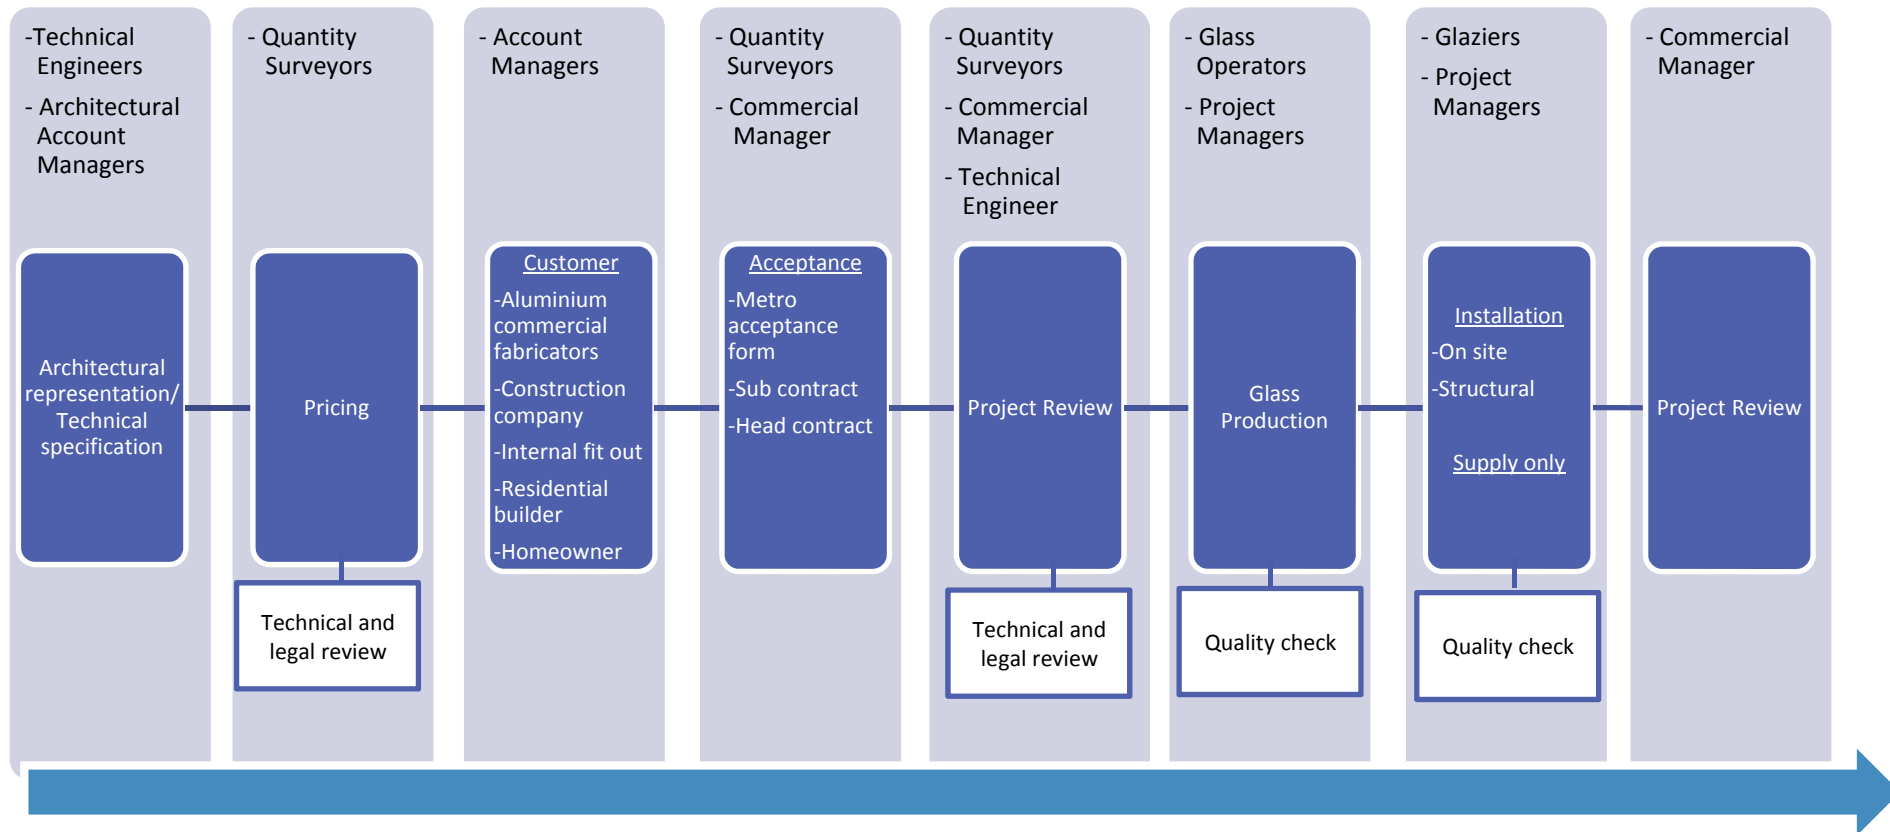 -Technical
Engineers
- Architectural
Account
Managers
- Quantity
Surveyors
- Account
Managers
- Quantity
Surveyors
- Commercial
Manager
- Quantity
Surveyors
- Commercial
Manager
- Technical
Engineer
- Glass
Operators
- Project
Managers
- Glaziers
- Project
Managers
- Commercial
Manager
Architectural
representation/
Technical
specification
Pricing
Customer
-Aluminium
commercial
fabricators
-Construction
company
-Internal fit out
-Residential
builder
-Homeowner
Acceptance
-Metro
acceptance
form
-Sub contract
-Head contract
Project Review
Glass
Production
Installation
-On site
-Structural
Supply only
Project Review
Technical and
legal review
Technical and
legal review
Quality check
Quality check